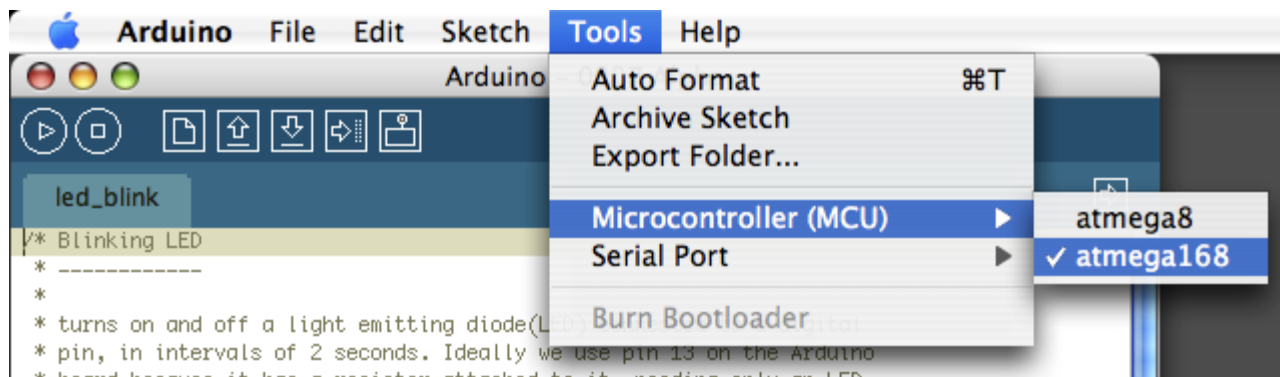 Arduino File Edit Sketch Tools Help
Arduino
Auto Format ⌘T
Archive Sketch
Export Folder...
led_blink
Microcontroller (MCU)
atmega8
/* Blinking LED
Serial Port
✓ atmega168
* ------------
*
Burn Bootloader
* turns on and off a light emitting diode(L
* pin, in intervals of 2 seconds. Ideally we use pin 13 on the Arduino